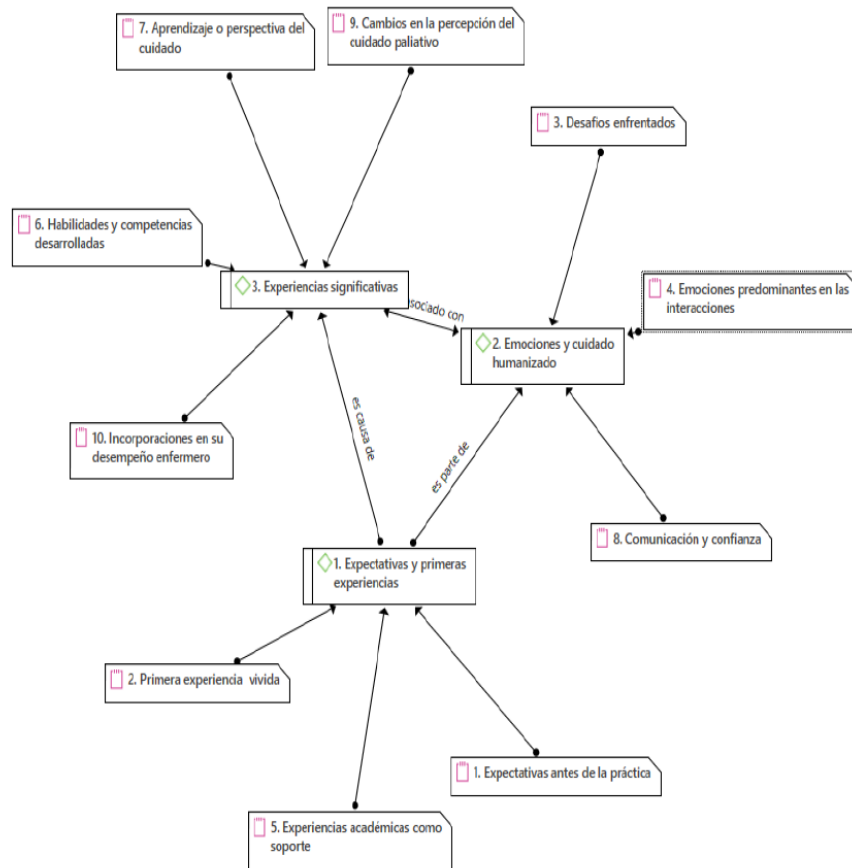 7. Aprendizaje o perspectiva del
cuidado
9. Cambios en la percepción del
cuidado paliativo
3. Desafios enfrentados
6. Habilidades y competencias
desarrolladas
3. Experiencias significativas
sociado con
4. Emociones predominantes en las
interacciones
2. Emociones y cuidado
humanizado
es causa de
es parte de
10. Incorporaciones en su
desempeño enfermero
8. Comunicación y confianza
1. Expectativas y primeras
experiencias
2. Primera experiencia vivida
1. Expectativas antes de la práctica
5. Experiencias académicas como
soporte